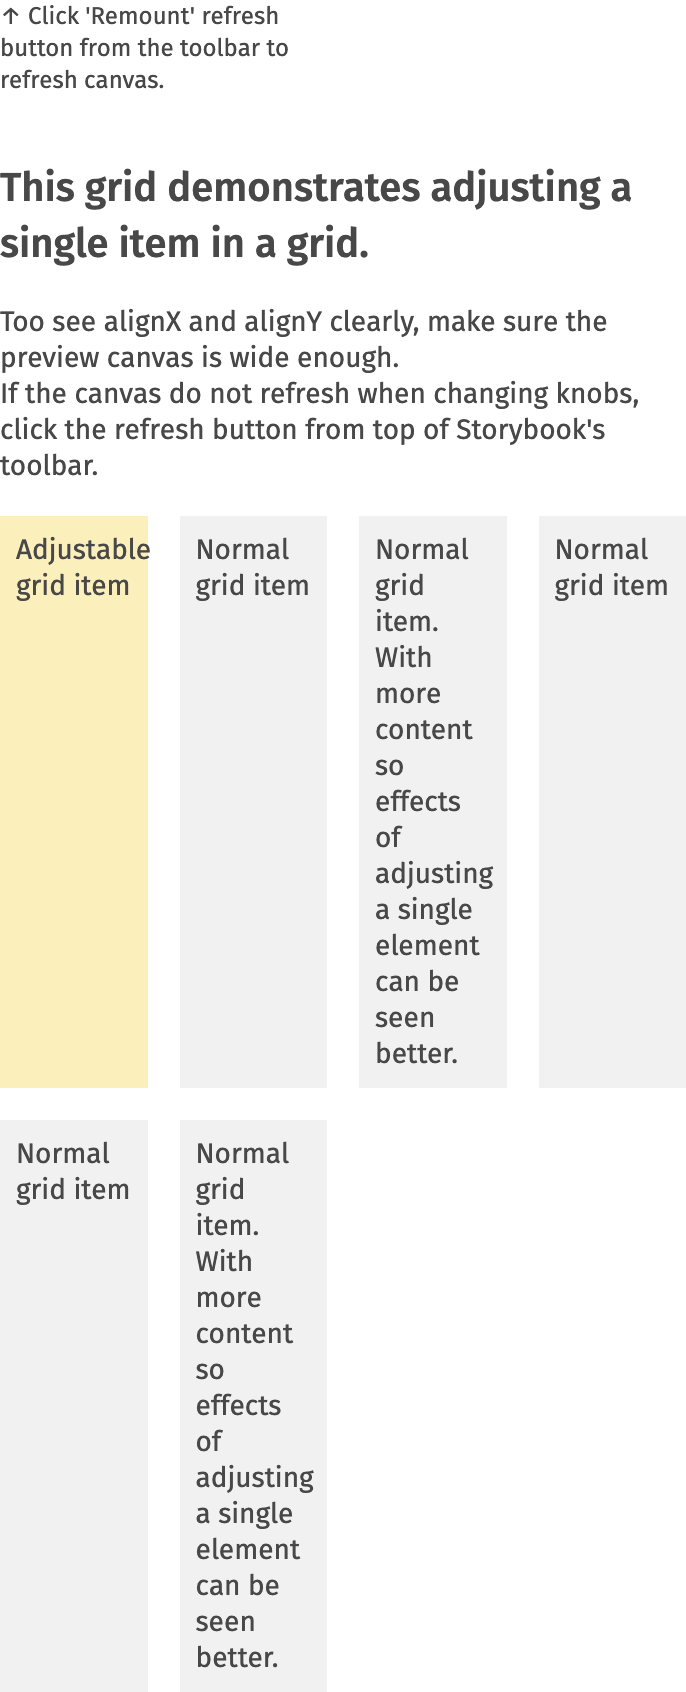 ↑ Click 'Remount' refresh
button from the toolbar to
refresh canvas.
This grid demonstrates adjusting a
single item in a grid.
Too see alignX and alignY clearly, make sure the
preview canvas is wide enough.
If the canvas do not refresh when changing knobs,
click the refresh button from top of Storybook's
toolbar.
Adjustable
grid item
Normal
grid item
Normal
grid
item.
With
more
content
so
effects
of
adjusting
a single
element
can be
seen
better.
Normal
grid item
Normal
grid item
Normal
grid
item.
With
more
content
so
effects
of
adjusting
a single
element
can be
seen
better.